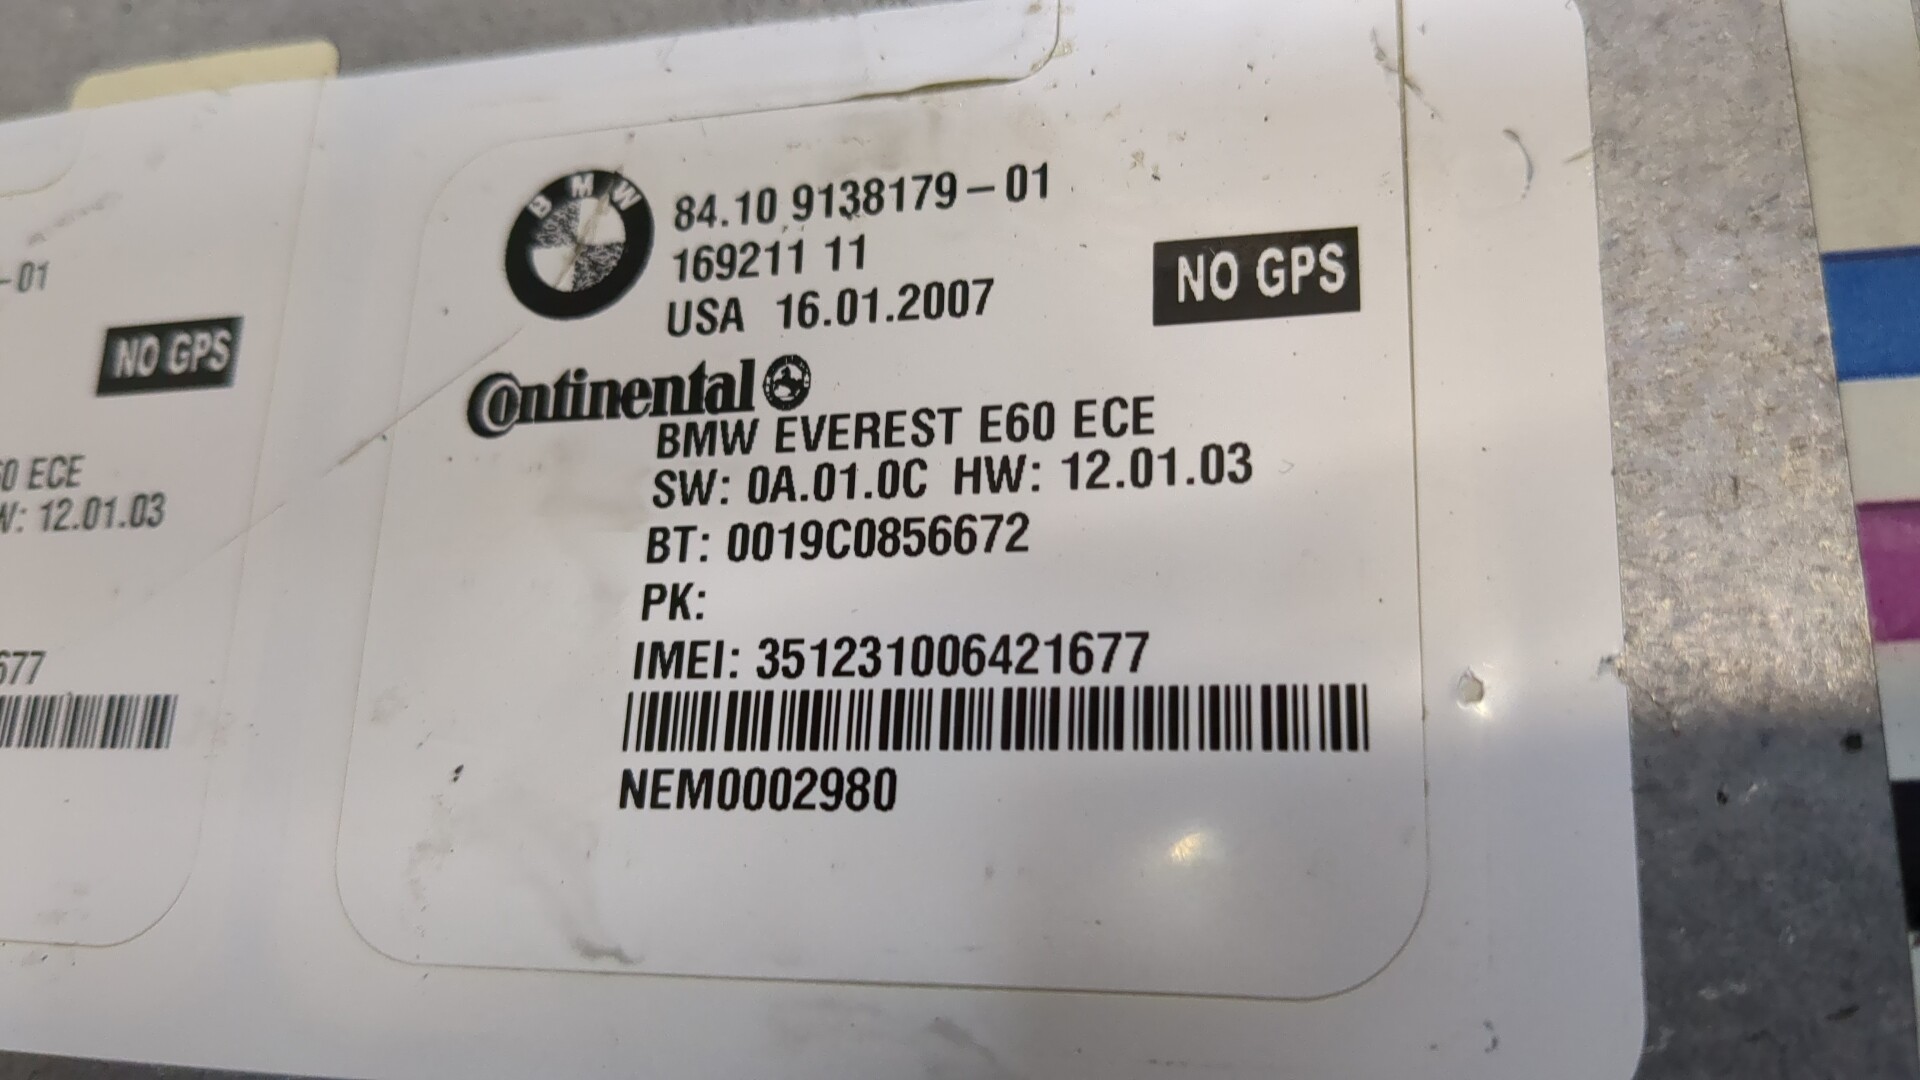 -01
NO GPS
0 ECE
W: 12.01.03
677
BMW
84.10 9138179-01
169211 11
USA 16.01.2007
NO GPS
Continental
BMW EVEREST E60 ECE
SW: 0A.01.0C HW: 12.01.03
BT: 0019C0856672
PK:
IMEI: 351231006421677
NEM0002980